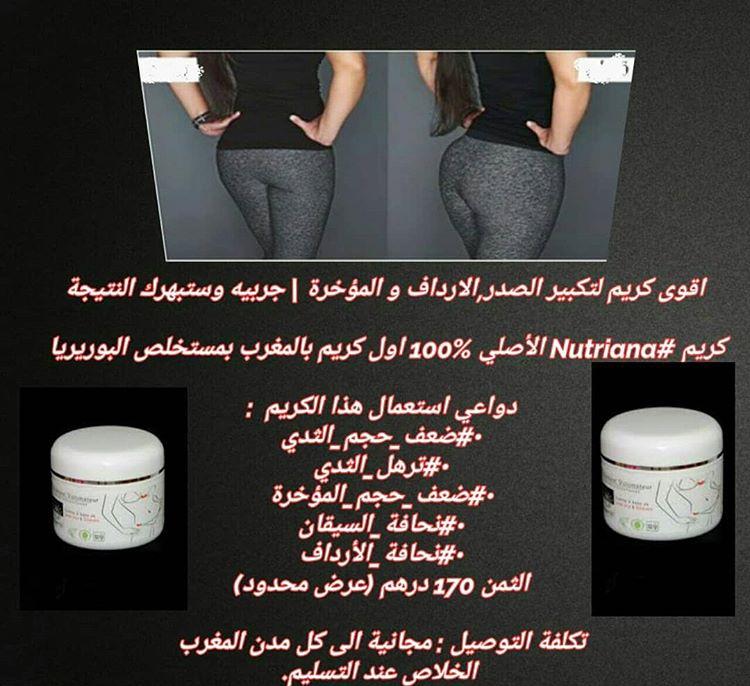 اقوى كريم لتكبير الصدر,الارداف و المؤخرة | جربيه وستبهرك النتيجة
كريم #Nutriana الأصلي 100% اول كريم بالمغرب بمستخلص البوريريا
دواعي استعمال هذا الكريم :
•#ضعف_حجم_الثدي
•#ترهل_الثدي
•#ضعف_حجم_المؤخرة
•#نحافة_السيقان
•#نحافة_الأرداف
الثمن 170 درهم (عرض محدود)
تكلفة التوصيل : مجانية الى كل مدن المغرب
الخلاص عند التسليم.